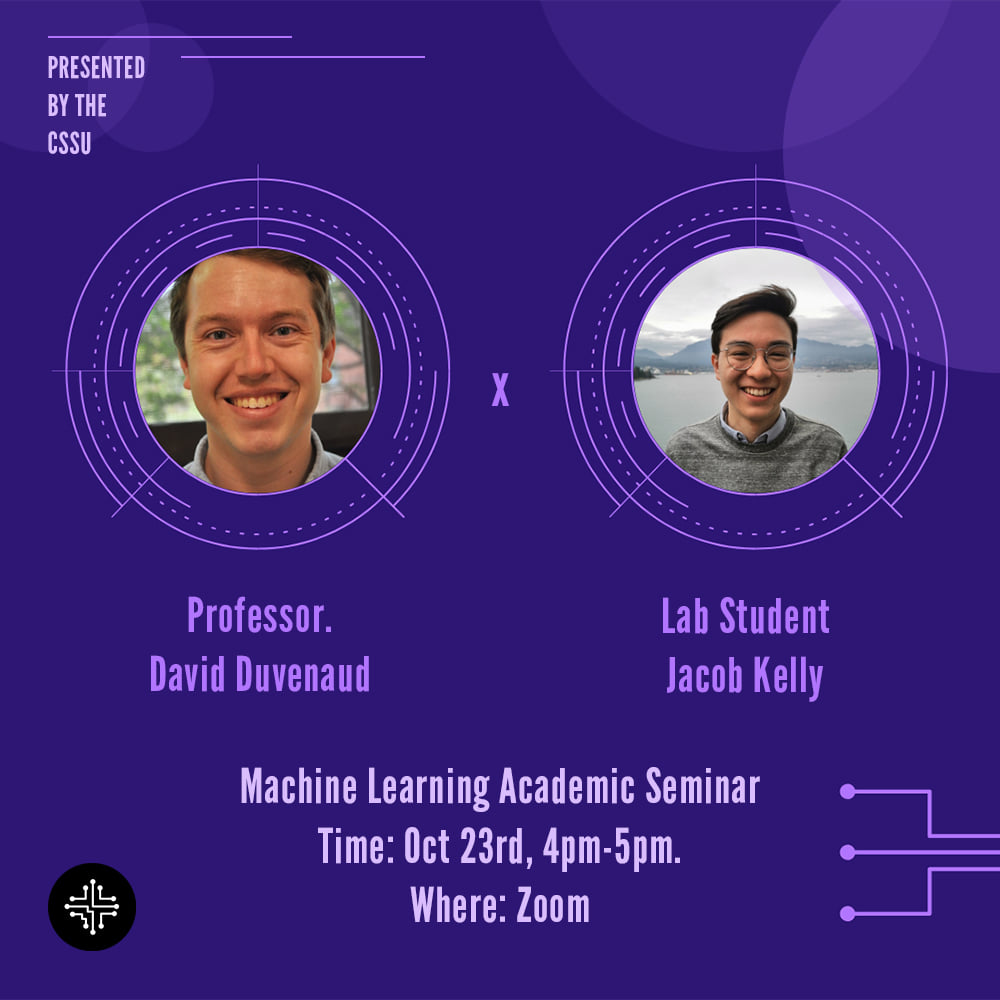 PRESENTED
BY THE
CSSU
X
Professor.
David Duvenaud
Lab Student
Jacob Kelly
Machine Learning Academic Seminar
Time: Oct 23rd, 4pm-5pm.
Where: Zoom